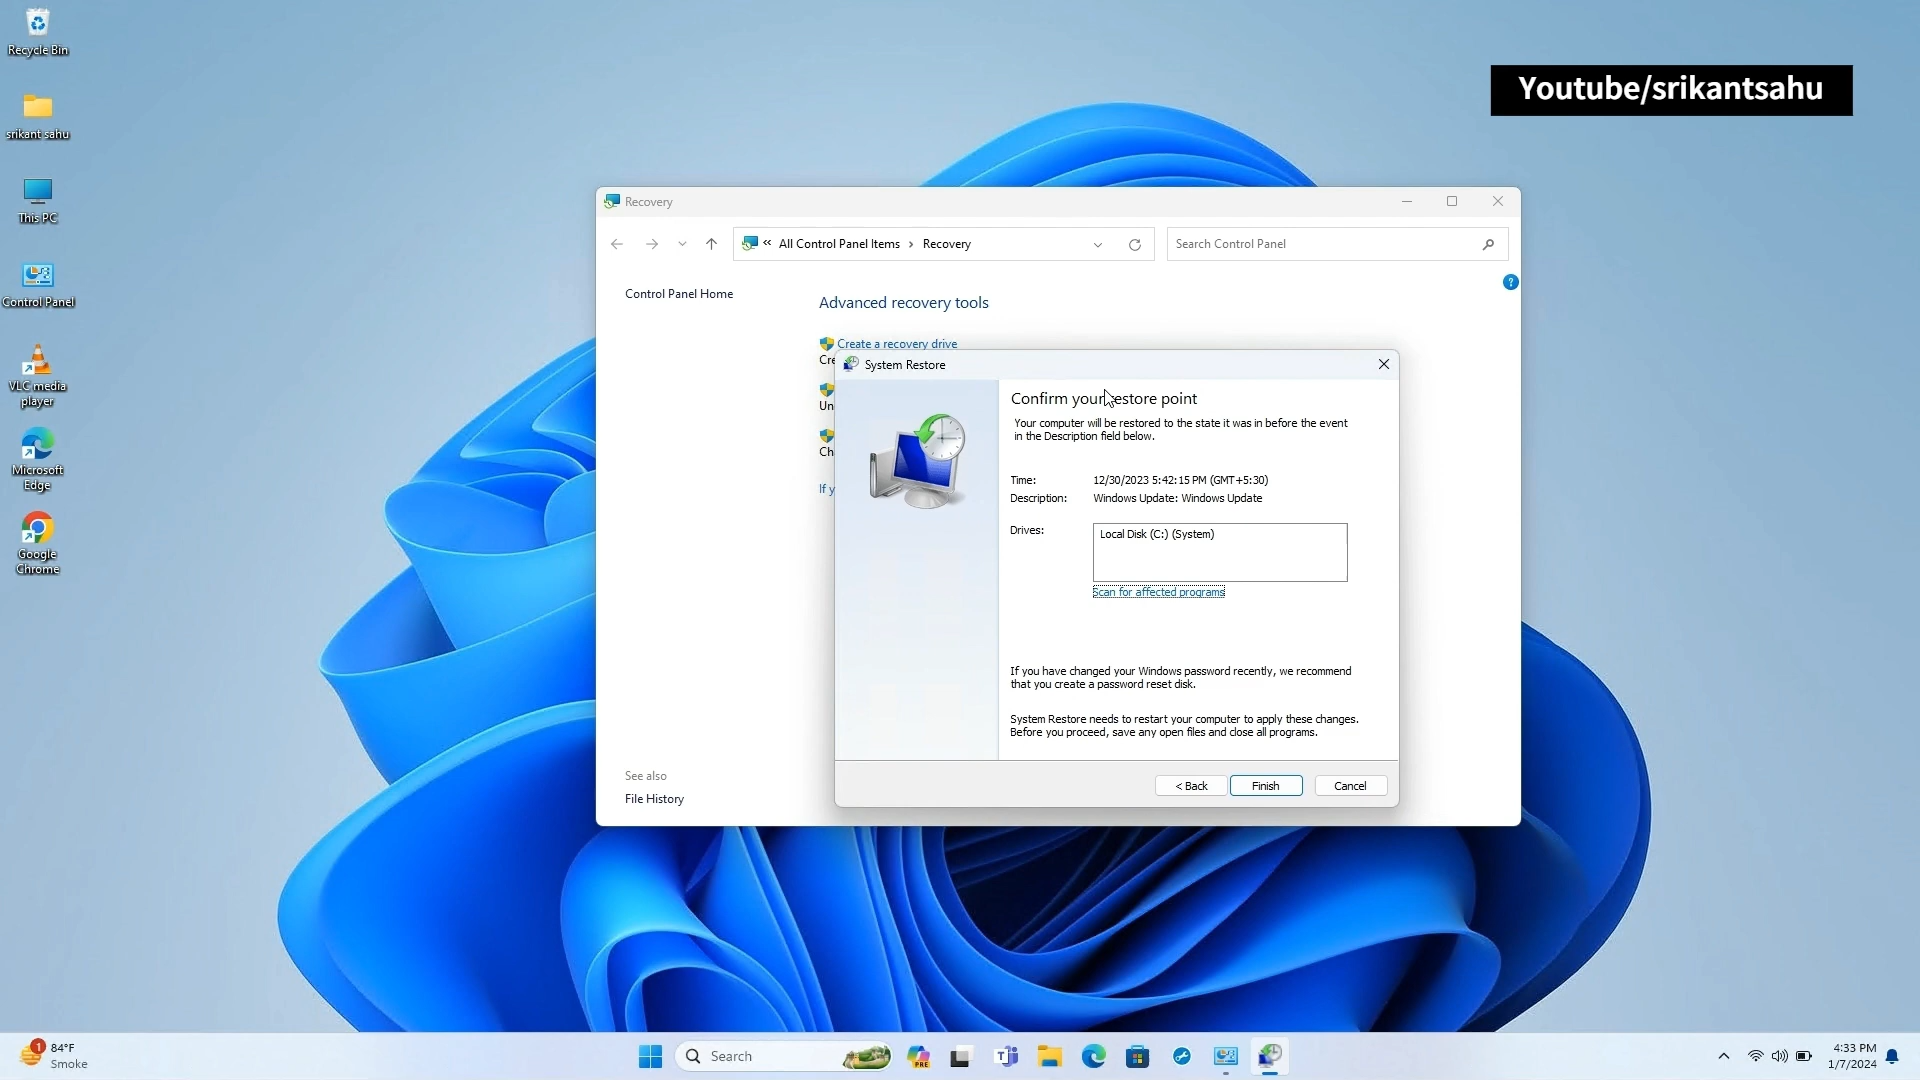 Recycle Bin
srikant sahu
This PC
Control Panel
VLC media
player
Microsoft
Edge
Google
Chrome
Youtube/srikantsahu
Recovery
« All Control Panel Items › Recovery
Search Control Panel
?
Control Panel Home
Advanced recovery tools
Create a recovery drive
Cre
Un
Ch
If y
See also
File History
System Restore
Confirm your restore point
Your computer will be restored to the state it was in before the event
in the Description field below.
Time: 12/30/2023 5:42:15 PM (GMT+5:30)
Description: Windows Update: Windows Update
Drives: Local Disk (C:) (System)
Scan for affected programs
If you have changed your Windows password recently, we recommend
that you create a password reset disk.
System Restore needs to restart your computer to apply these changes.
Before you proceed, save any open files and close all programs.
< Back Finish Cancel
1
84°F
Smoke
Search
PRE
4:33 PM
1/7/2024